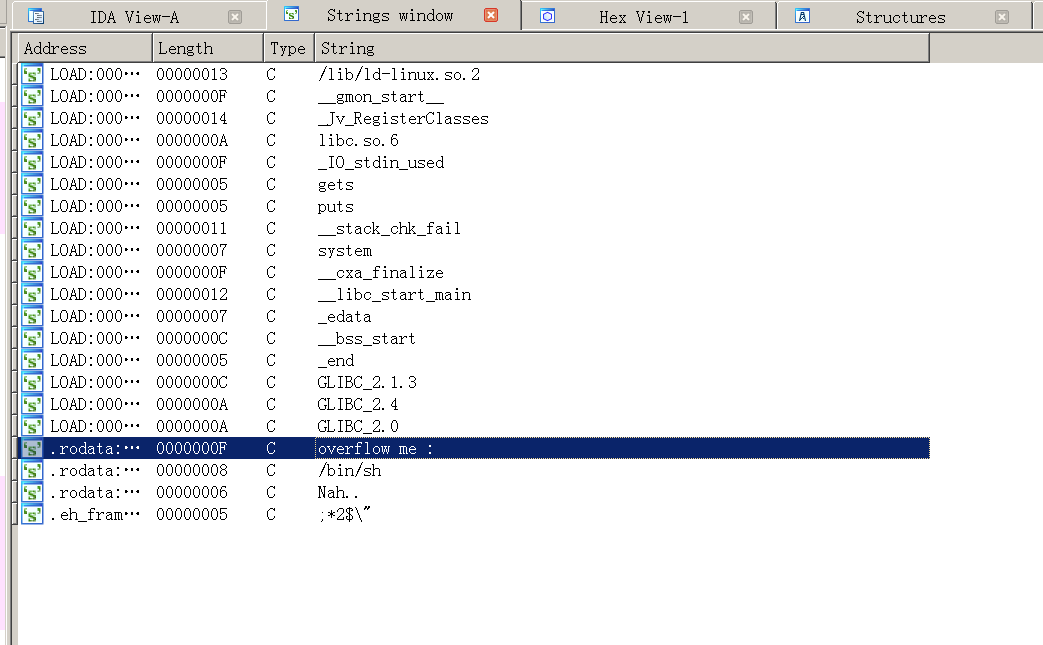 IDA View-A Strings window Hex View-1 Structures
Address Length Type String
LOAD:000… 00000013 C /lib/ld-linux.so.2
LOAD:000… 0000000F C __gmon_start__
LOAD:000… 00000014 C _Jv_RegisterClasses
LOAD:000… 0000000A C libc.so.6
LOAD:000… 0000000F C _IO_stdin_used
LOAD:000… 00000005 C gets
LOAD:000… 00000005 C puts
LOAD:000… 00000011 C __stack_chk_fail
LOAD:000… 00000007 C system
LOAD:000… 0000000F C __cxa_finalize
LOAD:000… 00000012 C __libc_start_main
LOAD:000… 00000007 C _edata
LOAD:000… 0000000C C __bss_start
LOAD:000… 00000005 C _end
LOAD:000… 0000000C C GLIBC_2.1.3
LOAD:000… 0000000A C GLIBC_2.4
LOAD:000… 0000000A C GLIBC_2.0
.rodata:… 0000000F C overflow me :
.rodata:… 00000008 C /bin/sh
.rodata:… 00000006 C Nah..
.eh_fram… 00000005 C ;*2$\"